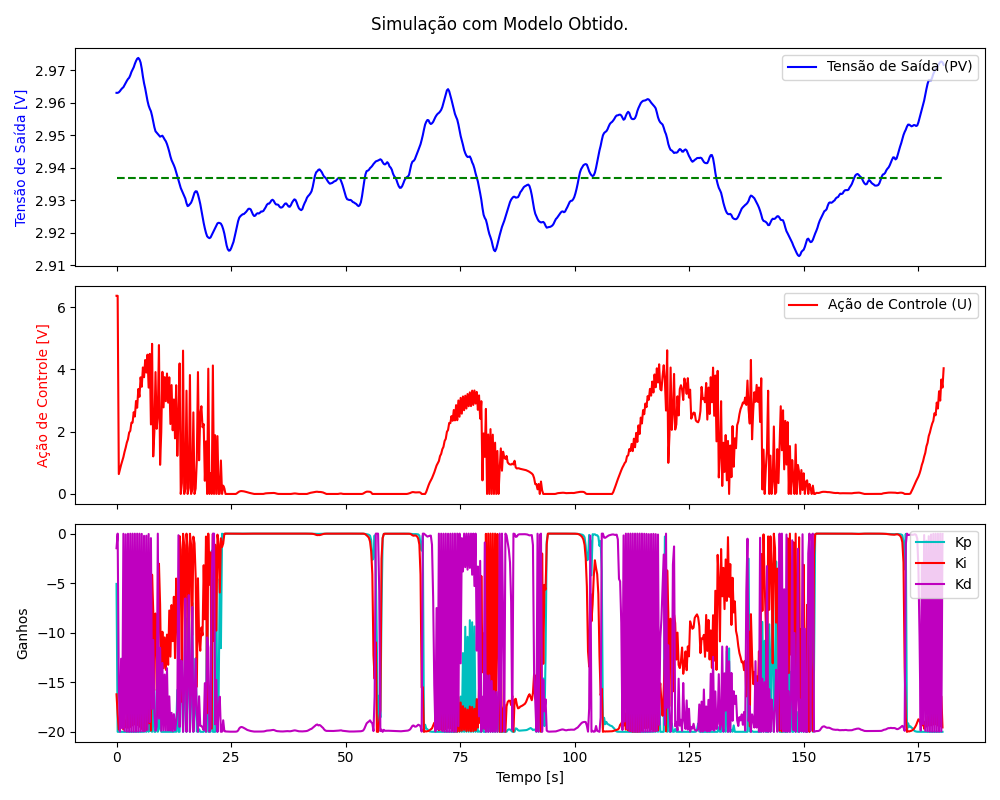 Simulação com Modelo Obtido.
Tensão de Saída [V]
2.97
2.96
2.95
2.94
2.93
2.92
2.91
Tensão de Saída (PV)
Ação de Controle [V]
6
4
2
0
Ação de Controle (U)
Ganhos
0
−5
−10
−15
−20
Kp
Ki
Kd
0 25 50 75 100 125 150 175
Tempo [s]